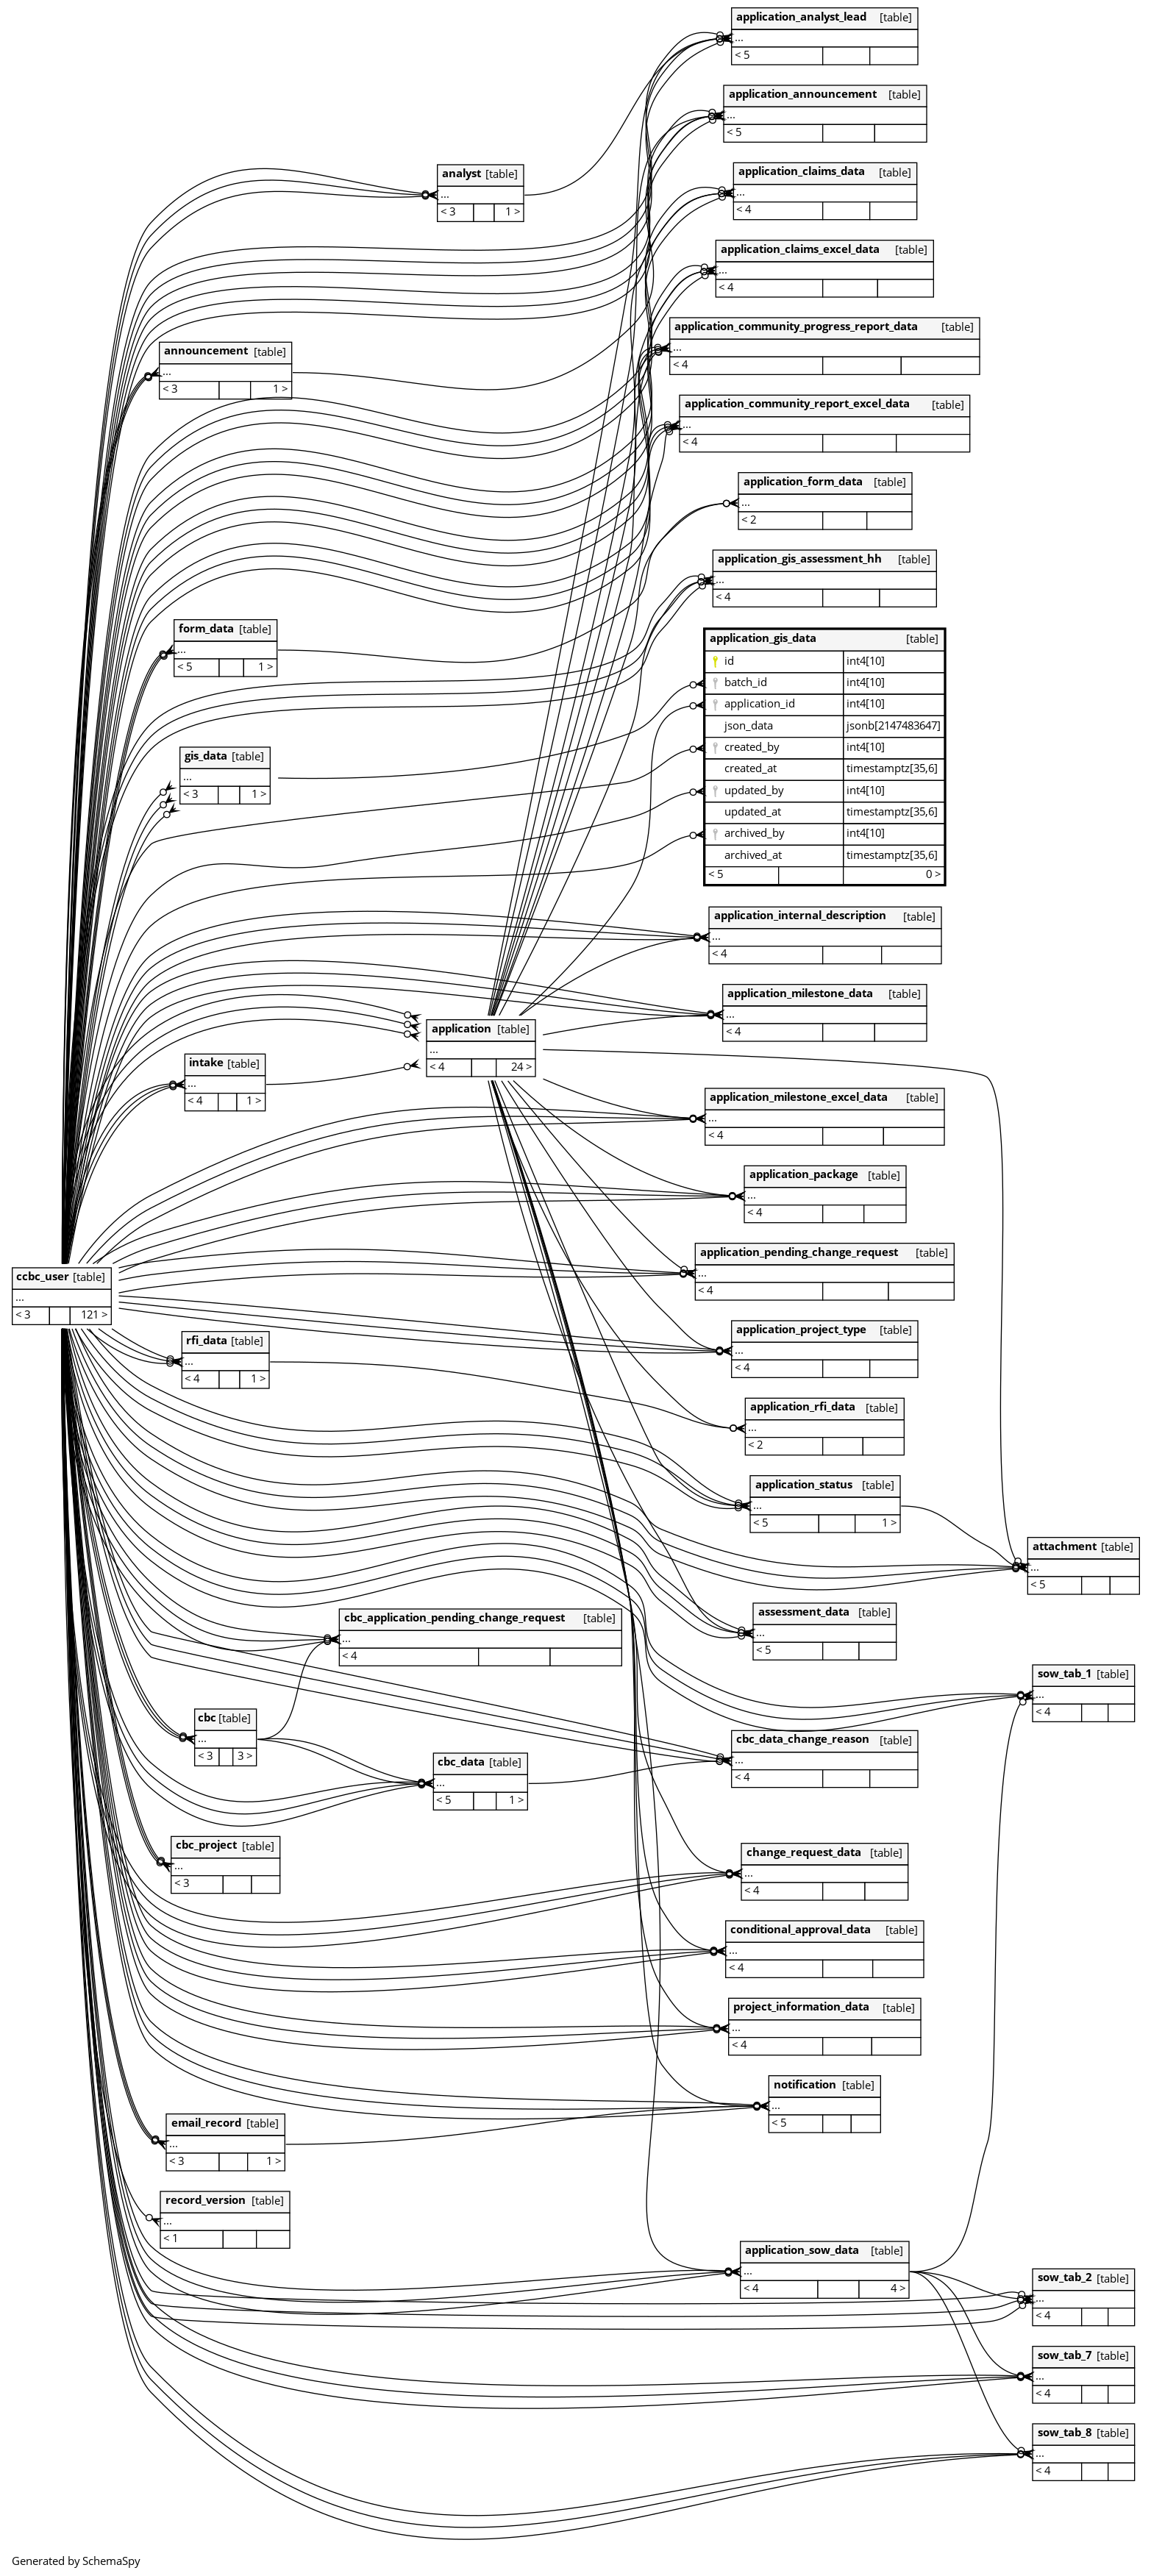 application_analyst_lead [table]
...
< 5
application_announcement [table]
...
< 5
analyst [table]
...
< 3 1 >
application_claims_data [table]
...
< 4
application_claims_excel_data [table]
...
< 4
application_community_progress_report_data [table]
...
< 4
announcement [table]
...
< 3 1 >
application_community_report_excel_data [table]
...
< 4
application_form_data [table]
...
< 2
application_gis_assessment_hh [table]
...
< 4
form_data [table]
...
< 5 1 >
application_gis_data [table]
id int4[10]
batch_id int4[10]
application_id int4[10]
json_data jsonb[2147483647]
created_by int4[10]
created_at timestamptz[35,6]
updated_by int4[10]
updated_at timestamptz[35,6]
archived_by int4[10]
archived_at timestamptz[35,6]
< 5 0 >
gis_data [table]
...
< 3 1 >
application_internal_description [table]
...
< 4
application_milestone_data [table]
...
< 4
application [table]
...
< 4 24 >
intake [table]
...
< 4 1 >
application_milestone_excel_data [table]
...
< 4
application_package [table]
...
< 4
application_pending_change_request [table]
...
< 4
ccbc_user [table]
...
< 3 121 >
application_project_type [table]
...
< 4
rfi_data [table]
...
< 4 1 >
application_rfi_data [table]
...
< 2
application_status [table]
...
< 5 1 >
attachment [table]
...
< 5
assessment_data [table]
...
< 5
cbc_application_pending_change_request [table]
...
< 4
sow_tab_1 [table]
...
< 4
cbc [table]
...
< 3 3 >
cbc_data_change_reason [table]
...
< 4
cbc_data [table]
...
< 5 1 >
cbc_project [table]
...
< 3
change_request_data [table]
...
< 4
conditional_approval_data [table]
...
< 4
project_information_data [table]
...
< 4
notification [table]
...
< 5
email_record [table]
...
< 3 1 >
record_version [table]
...
< 1
application_sow_data [table]
...
< 4 4 >
sow_tab_2 [table]
...
< 4
sow_tab_7 [table]
...
< 4
sow_tab_8 [table]
...
< 4
Generated by SchemaSpy